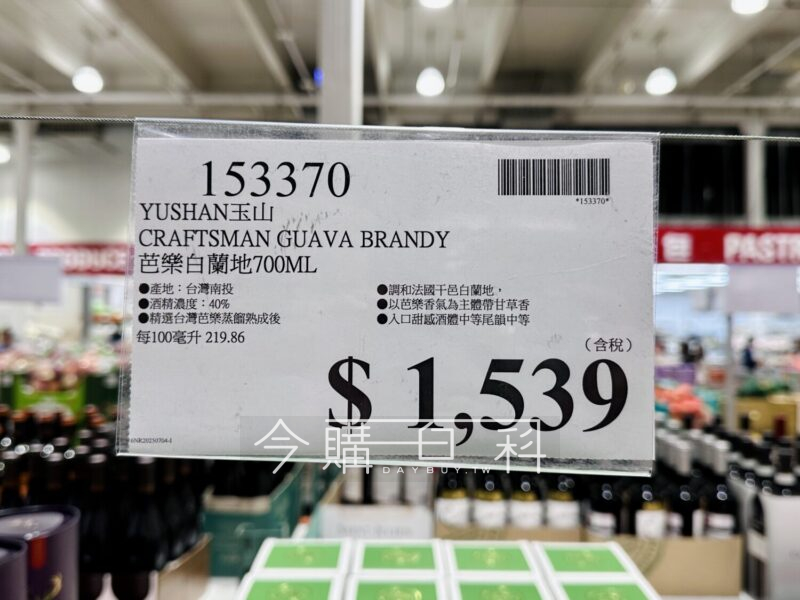 153370
*153370*
YUSHAN玉山
CRAFTSMAN GUAVA BRANDY
芭樂白蘭地700ML
●產地：台灣南投
●酒精濃度：40%
●精選台灣芭樂蒸餾熟成後
●調和法國干邑白蘭地，
●以芭樂香氣為主體帶甘草香
●入口甜感酒體中等尾韻中等
每100毫升 219.86
（含稅）
$ 1,539
今購百科
DAYBUY.TW
PRODUCE
PASTR